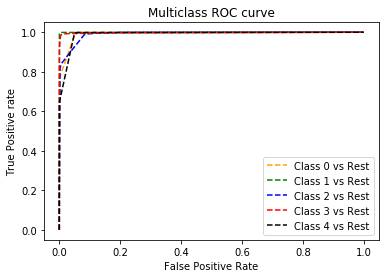 Multiclass ROC curve
True Positive rate
1.0
0.8
0.6
0.4
0.2
0.0
Class 0 vs Rest
Class 1 vs Rest
Class 2 vs Rest
Class 3 vs Rest
Class 4 vs Rest
0.0 0.2 0.4 0.6 0.8 1.0
False Positive Rate